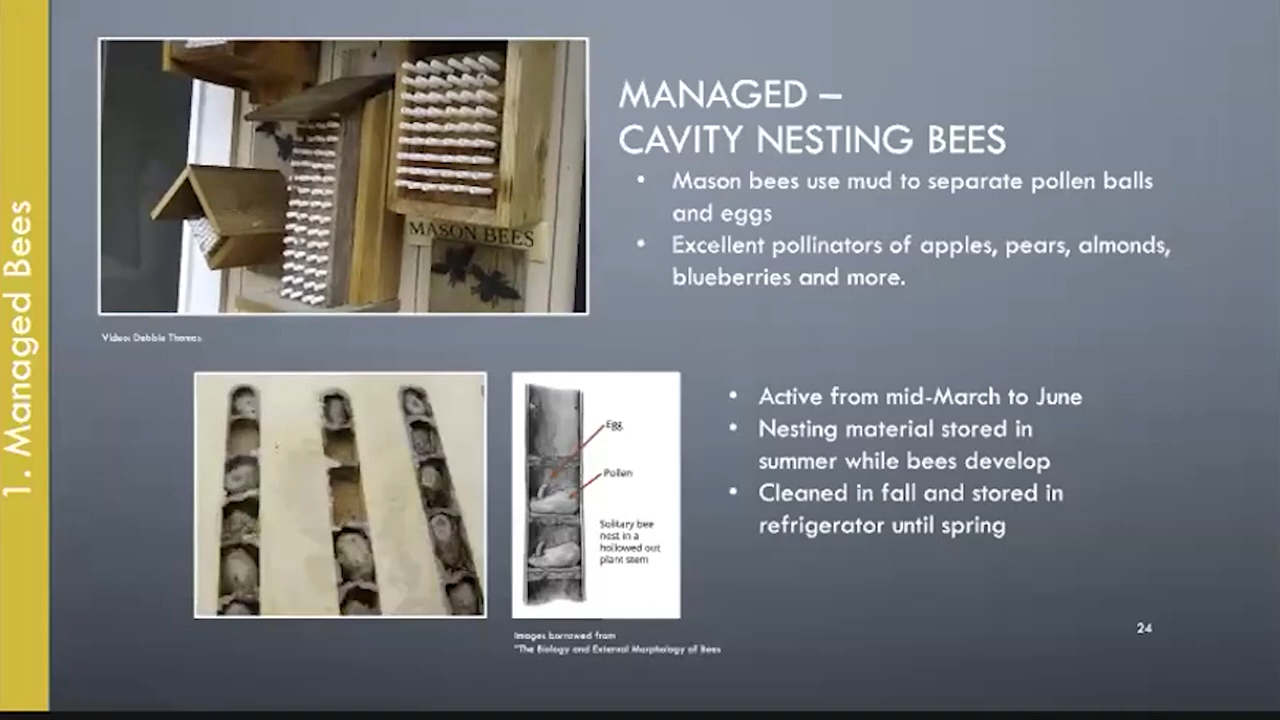 1. Managed Bees
MASON BEES
Video: Debbie Thomas
MANAGED –
CAVITY NESTING BEES
• Mason bees use mud to separate pollen balls
and eggs
• Excellent pollinators of apples, pears, almonds,
blueberries and more.
Egg
Pollen
Solitary bee
nest in a
hollowed out
plant stem
Images borrowed from
"The Biology and External Morphology of Bees
• Active from mid-March to June
• Nesting material stored in
summer while bees develop
• Cleaned in fall and stored in
refrigerator until spring
24